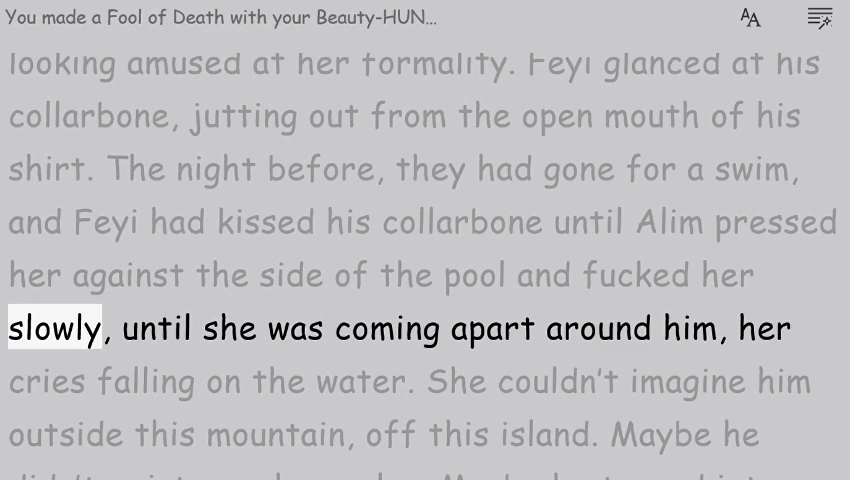 You made a Fool of Death with your Beauty-HUN...
AA
looking amused at her formality. Feyi glanced at his
collarbone, jutting out from the open mouth of his
shirt. The night before, they had gone for a swim,
and Feyi had kissed his collarbone until Alim pressed
her against the side of the pool and fucked her
slowly, until she was coming apart around him, her
cries falling on the water. She couldn't imagine him
outside this mountain, off this island. Maybe he